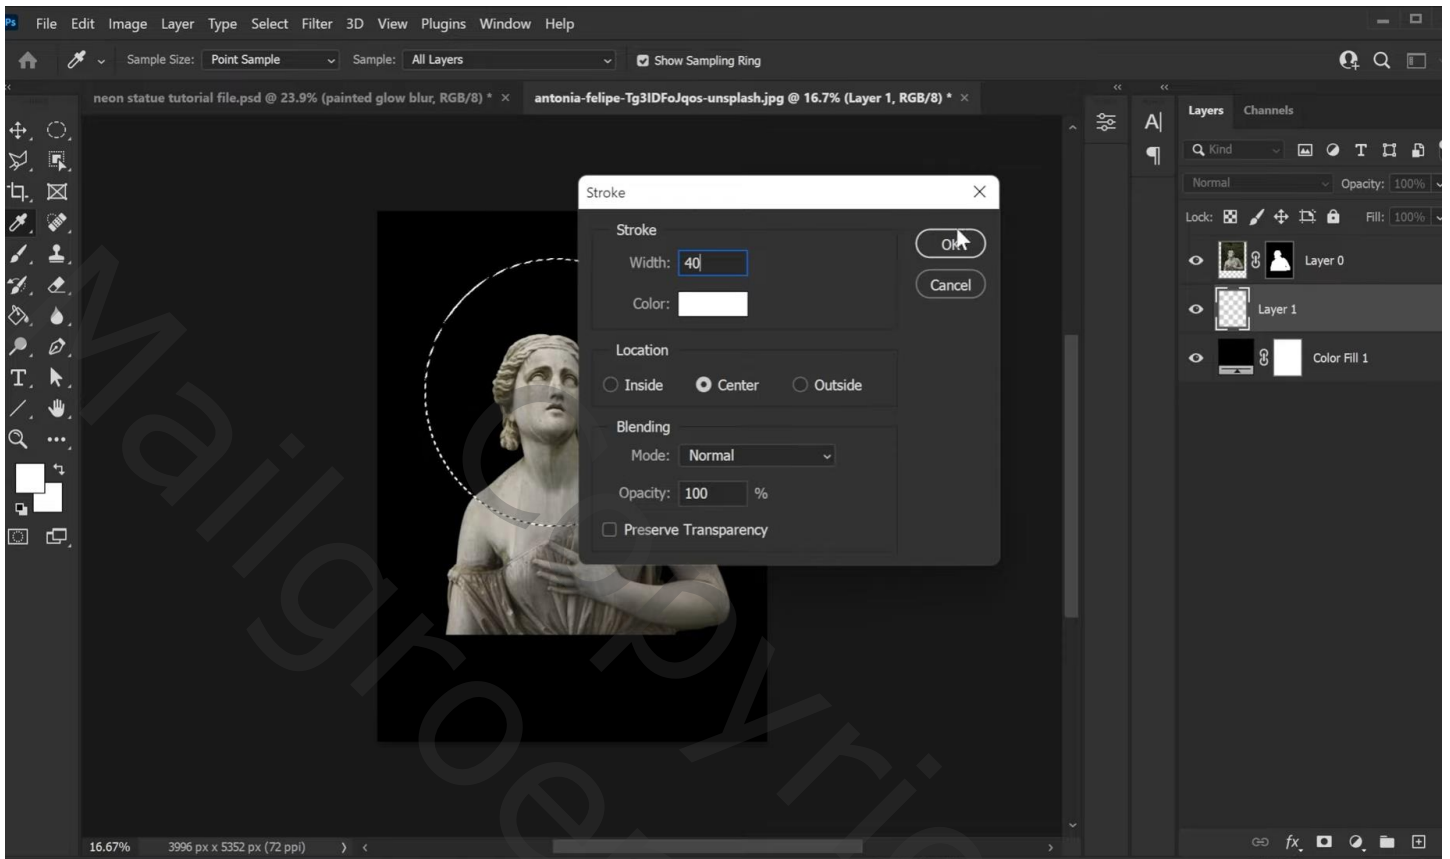 Ps File Edit Image Layer Type Select Filter 3D View Plugins Window Help
Sample Size: Point Sample Sample: All Layers Show Sampling Ring
neon statue tutorial file.psd @ 23.9% (painted glow blur, RGB/8) * × antonia-felipe-Tg3IDFoJqos-unsplash.jpg @ 16.7% (Layer 1, RGB/8) * ×
Layers Channels
Kind
Normal Opacity: 100%
Lock: Fill: 100%
Layer 0
Layer 1
Color Fill 1
Stroke
Stroke
Width: 40
Color:
OK
Cancel
Location
Inside Center Outside
Blending
Mode: Normal
Opacity: 100 %
Preserve Transparency
16.67% 3996 px x 5352 px (72 ppi)
fx